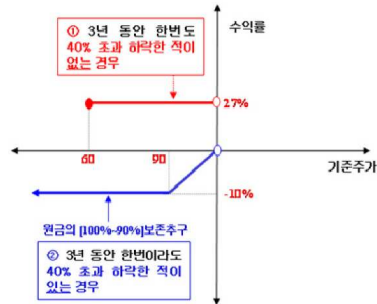 수익률
① 3년 동안 한번도
40% 초과 하락한 적이
없는 경우
27%
60
90
기준주가
-10%
원금의 [100%~90%]보존추구
② 3년 동안 한번이라도
40% 초과 하락한 적이
있는 경우